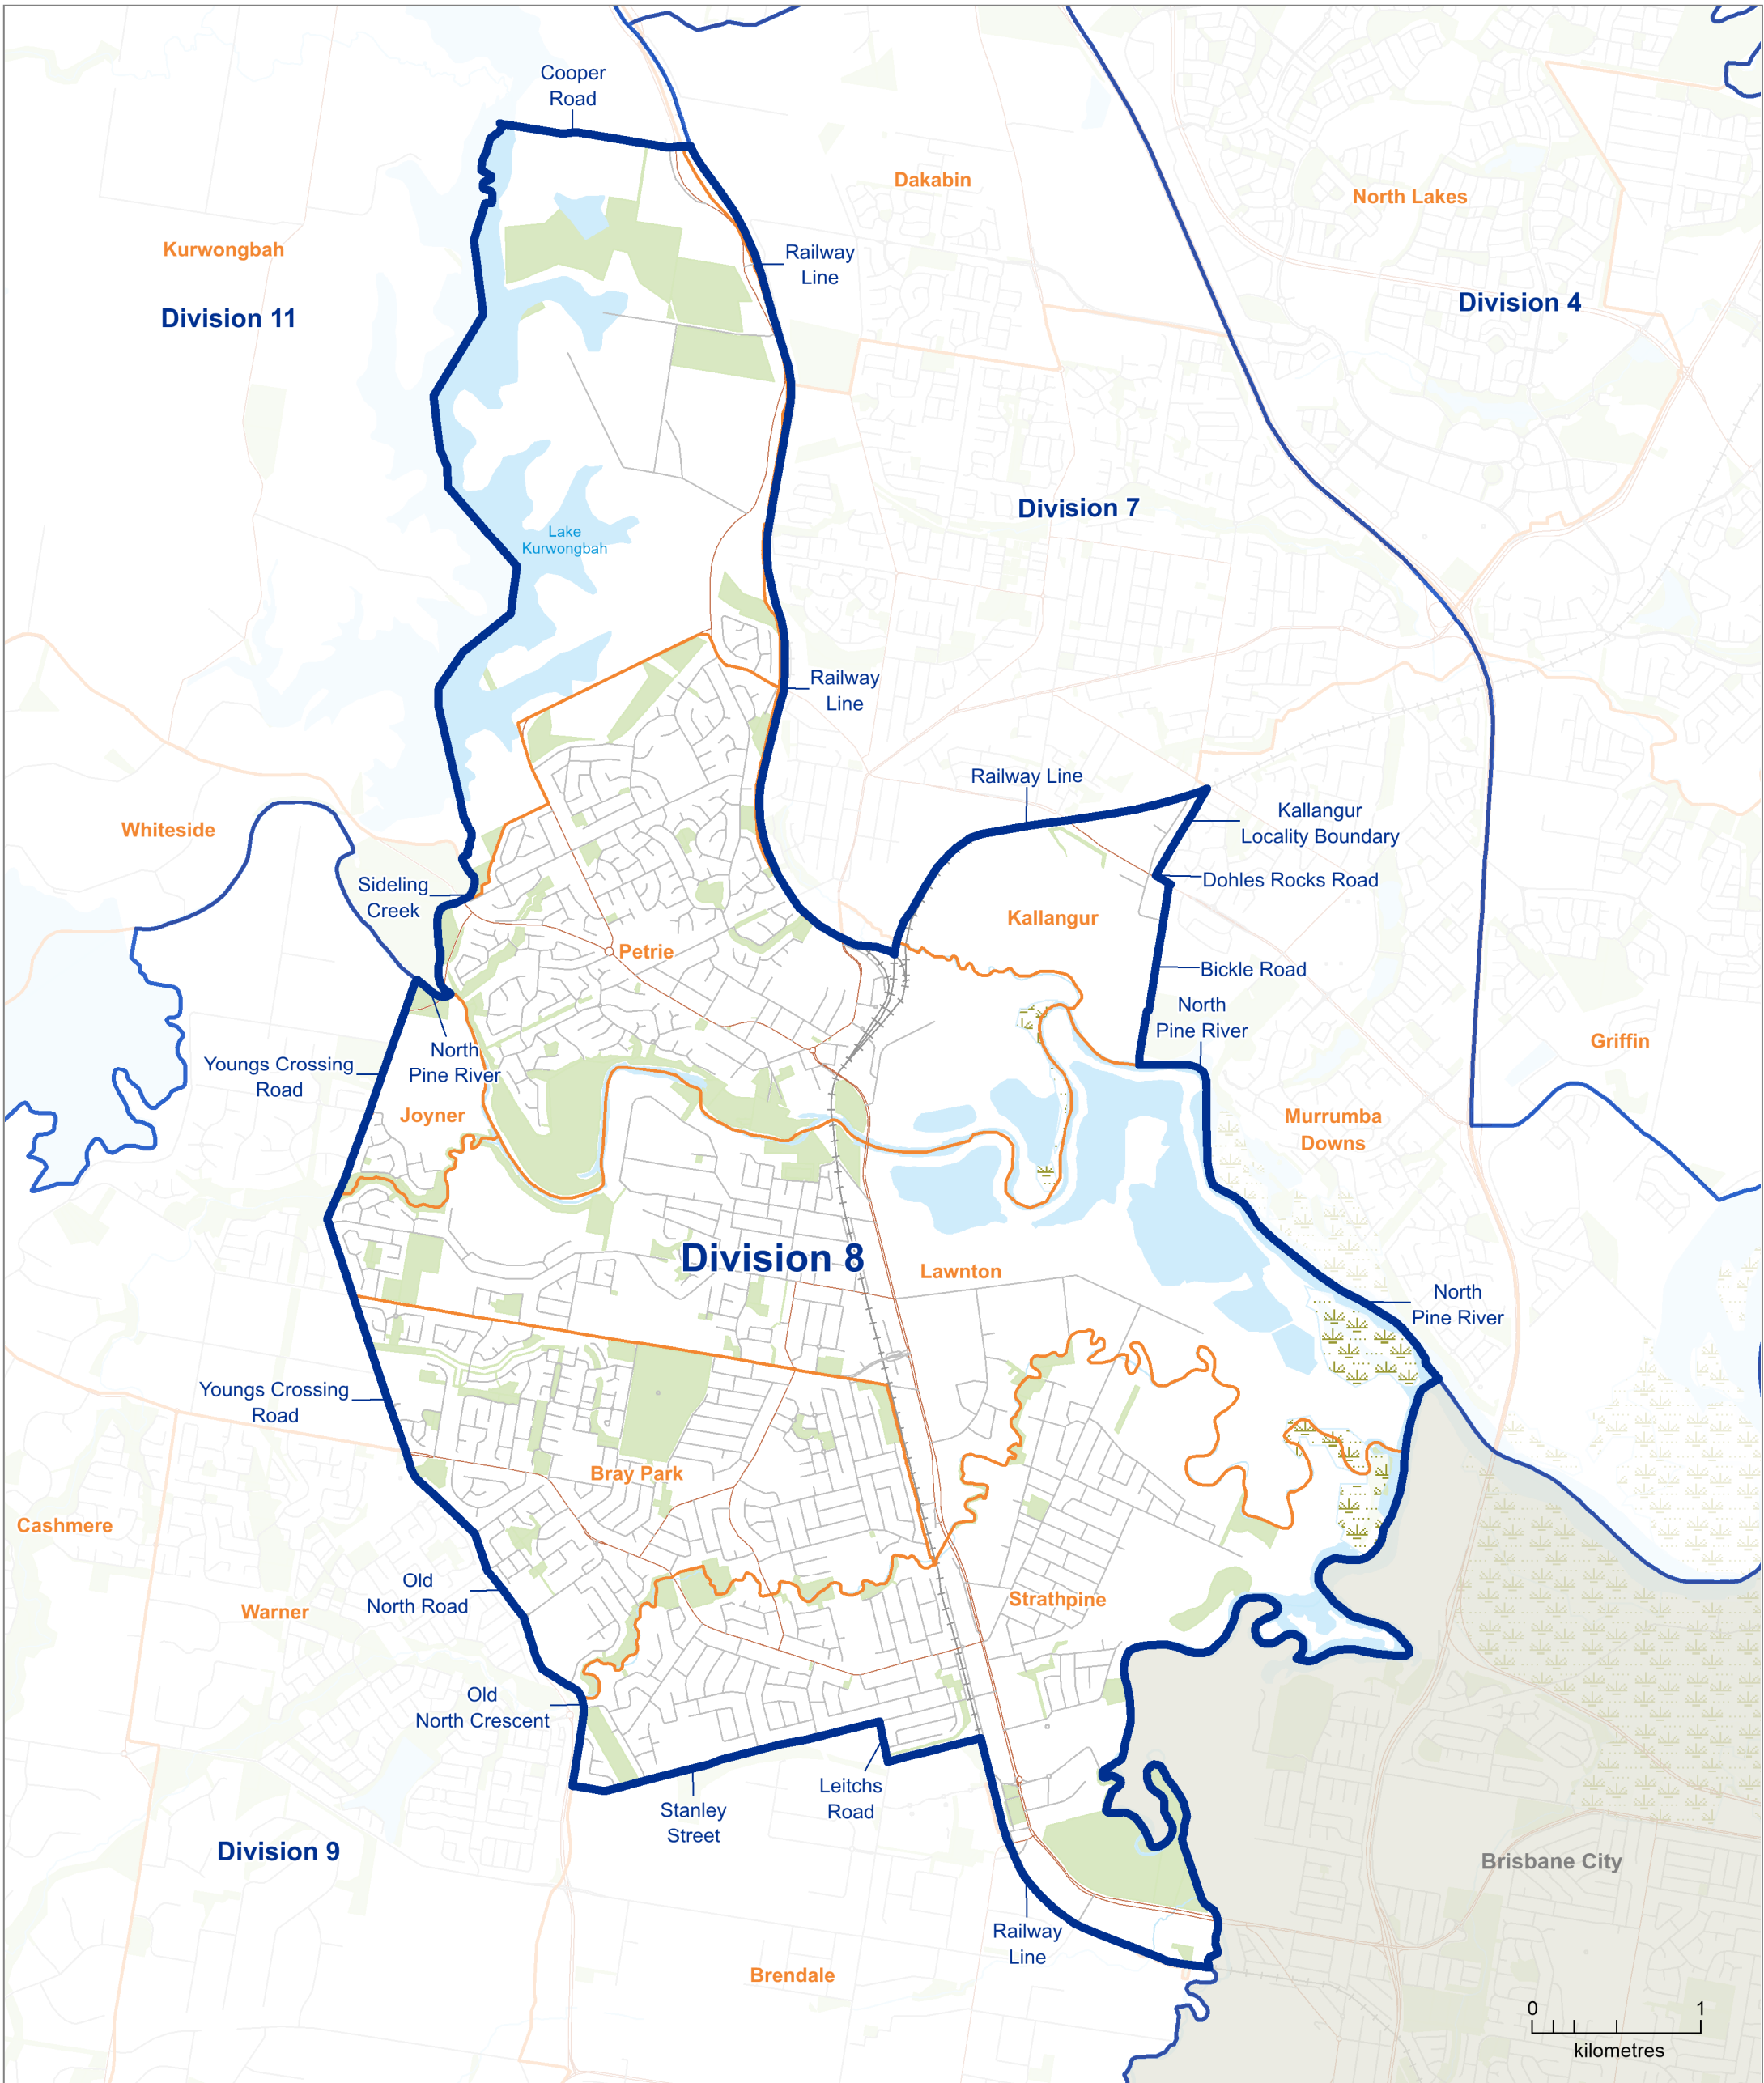 Cooper
Road
Dakabin
North Lakes
Kurwongbah
Railway
Line
Division 11
Division 4
Division 7
Lake
Kurwongbah
Railway
Line
Railway Line
Kallangur
Locality Boundary
Whiteside
Dohles Rocks Road
Sideling
Creek
Kallangur
Petrie
Bickle Road
North
Pine River
Griffin
North
Pine River
Youngs Crossing
Road
Joyner
Murrumba
Downs
Division 8
Lawnton
North
Pine River
Youngs Crossing
Road
Bray Park
Cashmere
Old
North Road
Warner
Strathpine
Old
North Crescent
Leitchs
Road
Stanley
Street
Division 9
Brisbane City
Railway
Line
Brendale
0 1
kilometres